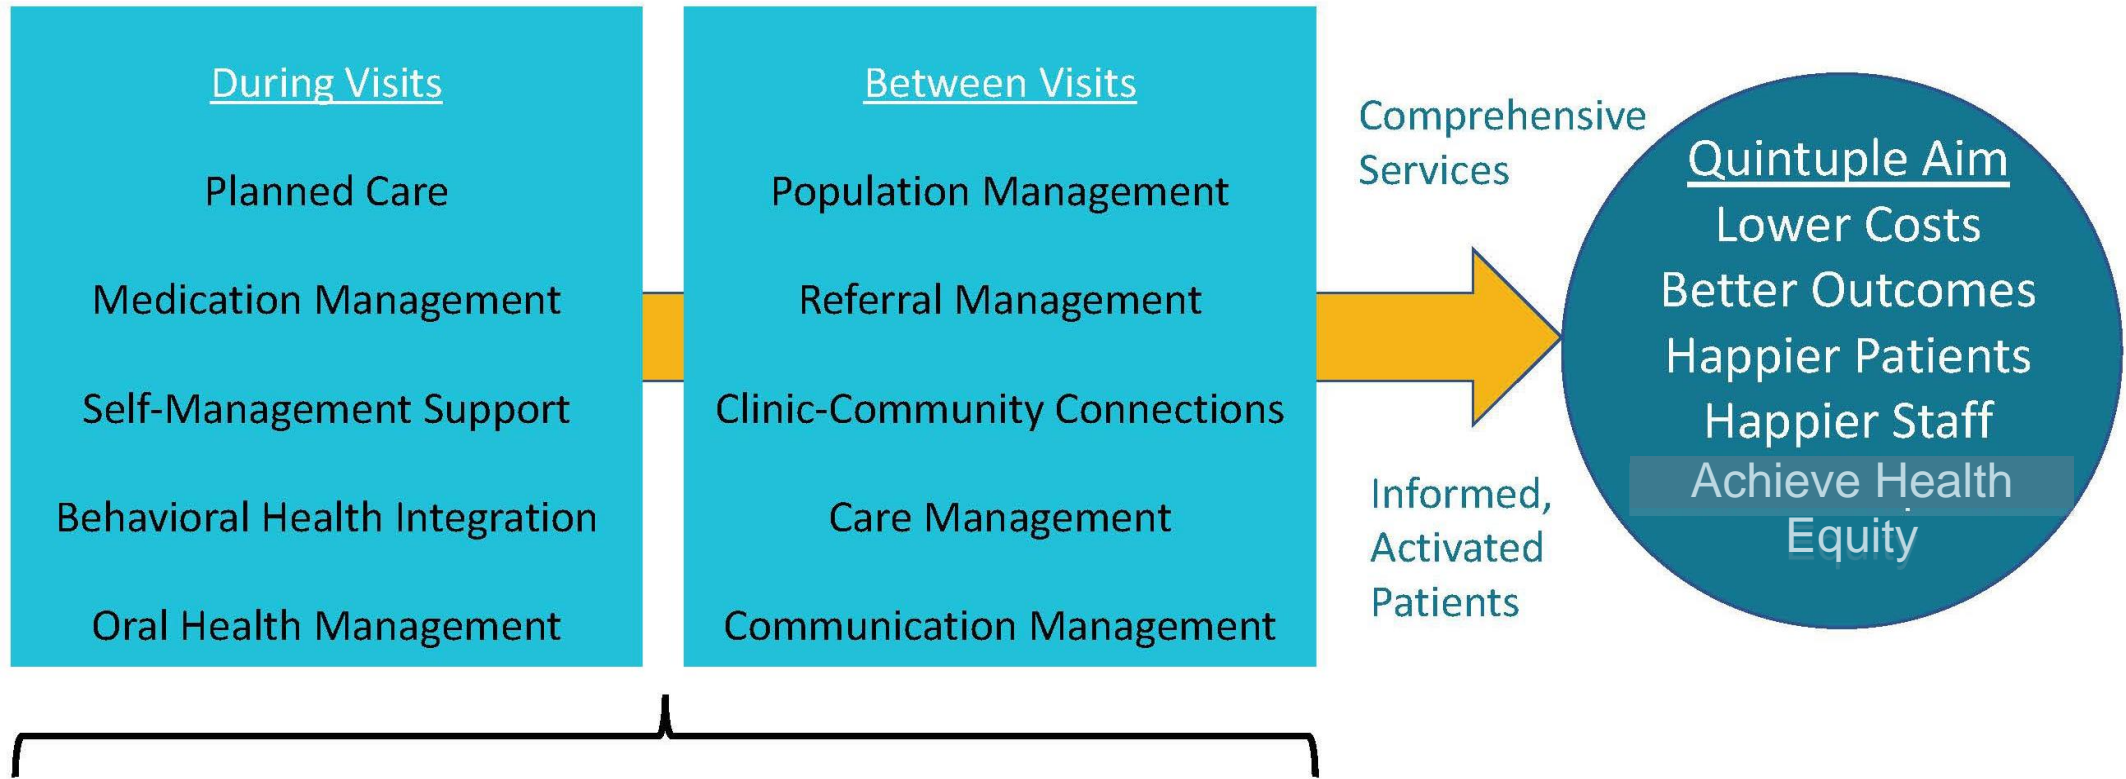 During Visits
Planned Care
Medication Management
Self-Management Support
Behavioral Health Integration
Oral Health Management
Between Visits
Population Management
Referral Management
Clinic-Community Connections
Care Management
Communication Management
Comprehensive
Services
Informed,
Activated
Patients
Quintuple Aim
Lower Costs
Better Outcomes
Happier Patients
Happier Staff
Achieve Health
Equity